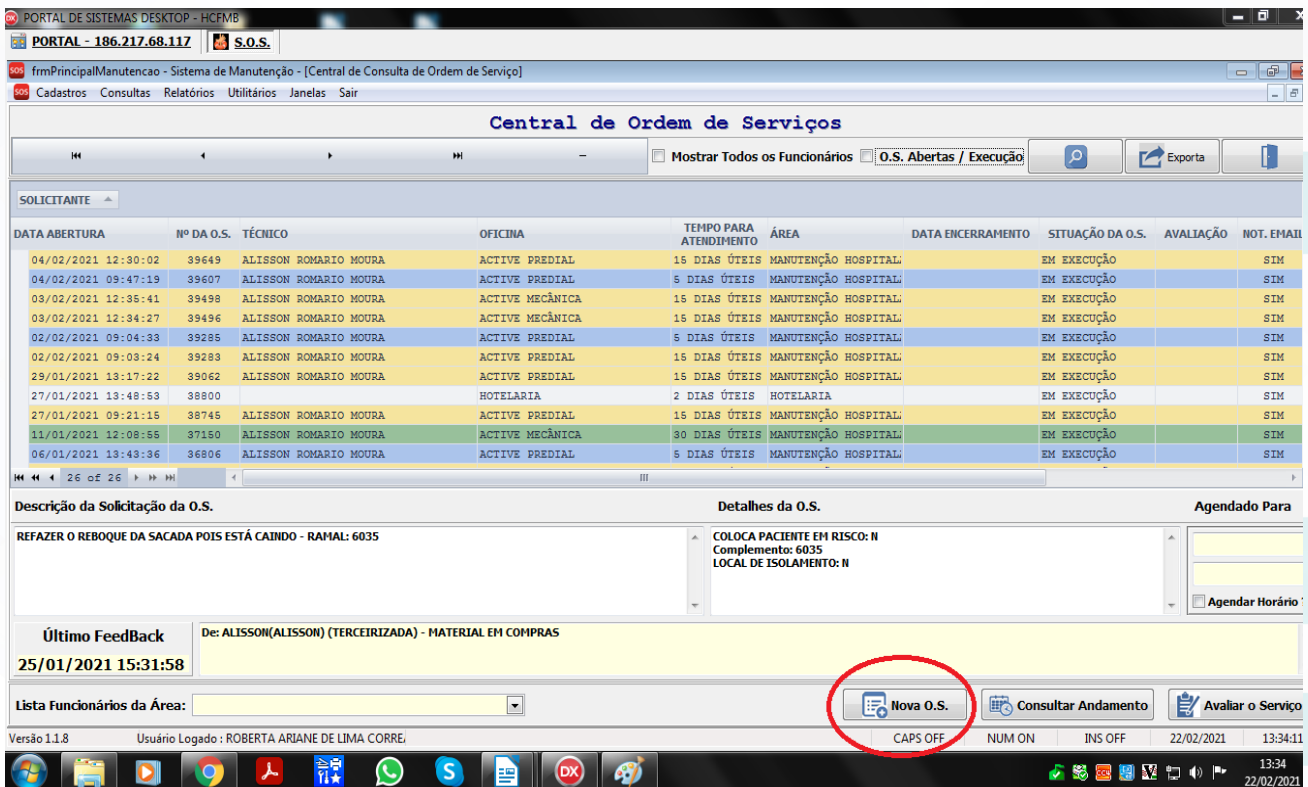 PORTAL DE SISTEMAS DESKTOP - HCFMB
PORTAL - 186.217.68.117 S.O.S.
frmPrincipalManutencao - Sistema de Manutenção - [Central de Consulta de Ordem de Serviço]
Cadastros Consultas Relatórios Utilitários Janelas Sair
Central de Ordem de Serviços
Mostrar Todos os Funcionários O.S. Abertas / Execução Exporta
SOLICITANTE
DATA ABERTURA Nº DA O.S. TÉCNICO OFICINA TEMPO PARA ATENDIMENTO ÁREA DATA ENCERRAMENTO SITUAÇÃO DA O.S. AVALIAÇÃO NOT. EMAIL
04/02/2021 12:30:02 39649 ALISSON ROMARIO MOURA ACTIVE PREDIAL 15 DIAS ÚTEIS MANUTENÇÃO HOSPITAL EM EXECUÇÃO SIM
04/02/2021 09:47:19 39607 ALISSON ROMARIO MOURA ACTIVE PREDIAL 5 DIAS ÚTEIS MANUTENÇÃO HOSPITAL EM EXECUÇÃO SIM
03/02/2021 12:35:41 39498 ALISSON ROMARIO MOURA ACTIVE MECÂNICA 15 DIAS ÚTEIS MANUTENÇÃO HOSPITAL EM EXECUÇÃO SIM
03/02/2021 12:34:27 39496 ALISSON ROMARIO MOURA ACTIVE MECÂNICA 15 DIAS ÚTEIS MANUTENÇÃO HOSPITAL EM EXECUÇÃO SIM
02/02/2021 09:04:33 39285 ALISSON ROMARIO MOURA ACTIVE PREDIAL 5 DIAS ÚTEIS MANUTENÇÃO HOSPITAL EM EXECUÇÃO SIM
02/02/2021 09:03:24 39283 ALISSON ROMARIO MOURA ACTIVE PREDIAL 15 DIAS ÚTEIS MANUTENÇÃO HOSPITAL EM EXECUÇÃO SIM
29/01/2021 13:17:22 39062 ALISSON ROMARIO MOURA ACTIVE PREDIAL 15 DIAS ÚTEIS MANUTENÇÃO HOSPITAL EM EXECUÇÃO SIM
27/01/2021 13:48:53 38800 HOTELARIA 2 DIAS ÚTEIS HOTELARIA EM EXECUÇÃO SIM
27/01/2021 09:21:15 38745 ALISSON ROMARIO MOURA ACTIVE PREDIAL 15 DIAS ÚTEIS MANUTENÇÃO HOSPITAL EM EXECUÇÃO SIM
11/01/2021 12:08:55 37150 ALISSON ROMARIO MOURA ACTIVE MECÂNICA 30 DIAS ÚTEIS MANUTENÇÃO HOSPITAL EM EXECUÇÃO SIM
06/01/2021 13:43:36 36806 ALISSON ROMARIO MOURA ACTIVE PREDIAL 5 DIAS ÚTEIS MANUTENÇÃO HOSPITAL EM EXECUÇÃO SIM
26 of 26
Descrição da Solicitação da O.S. Detalhes da O.S. Agendado Para
REFAZER O REBOQUE DA SACADA POIS ESTÁ CAINDO - RAMAL: 6035
COLOCA PACIENTE EM RISCO: N
Complemento: 6035
LOCAL DE ISOLAMENTO: N
Agendar Horário
Último FeedBack De: ALISSON(ALISSON) (TERCEIRIZADA) - MATERIAL EM COMPRAS
25/01/2021 15:31:58
Lista Funcionários da Área: Nova O.S. Consultar Andamento Avaliar o Serviço
Versão 1.1.8 Usuário Logado : ROBERTA ARIANE DE LIMA CORRE CAPS OFF NUM ON INS OFF 22/02/2021 13:34:11
13:34
22/02/2021